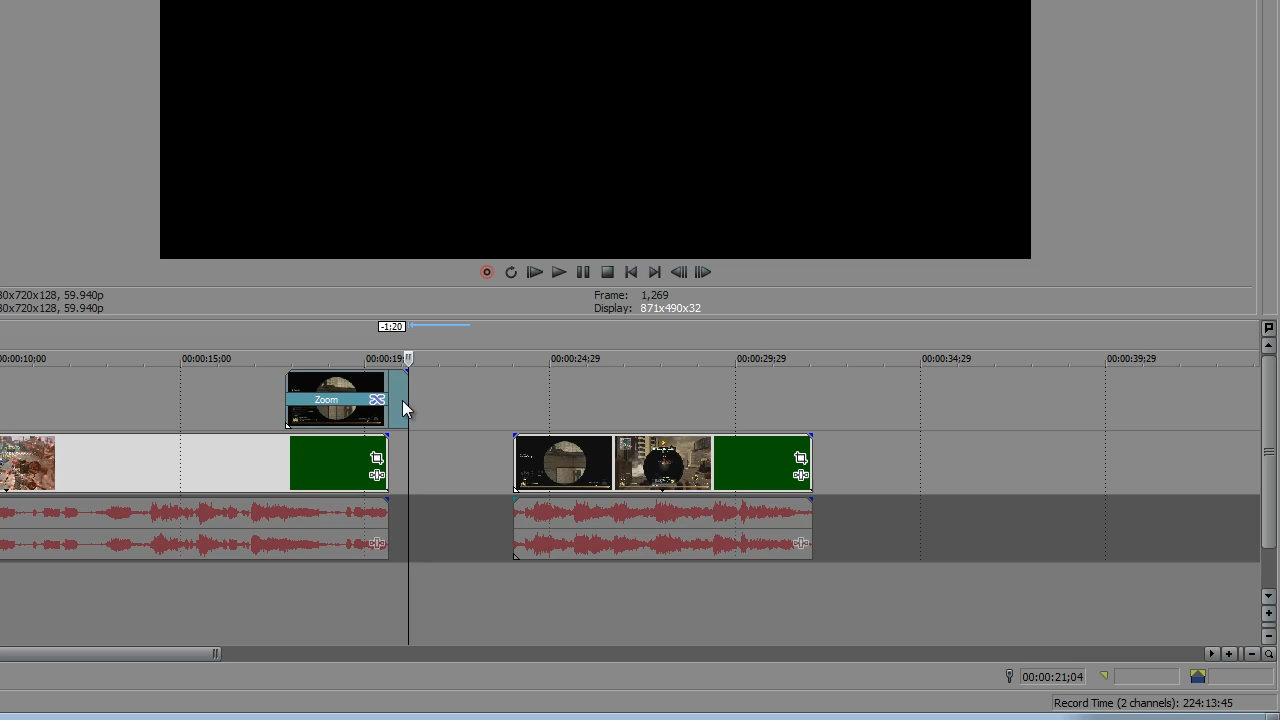 30x720x128, 59.940p
Frame: 1,269
30x720x128, 59.940p
Display: 871x490x32
-1;20
00:00:10;00
00:00:15;00
00:00:19;
00:00:24;29
00:00:29;29
00:00:34;29
00:00:39;29
Zoom
00:00:21;04
Record Time (2 channels): 224:13:45